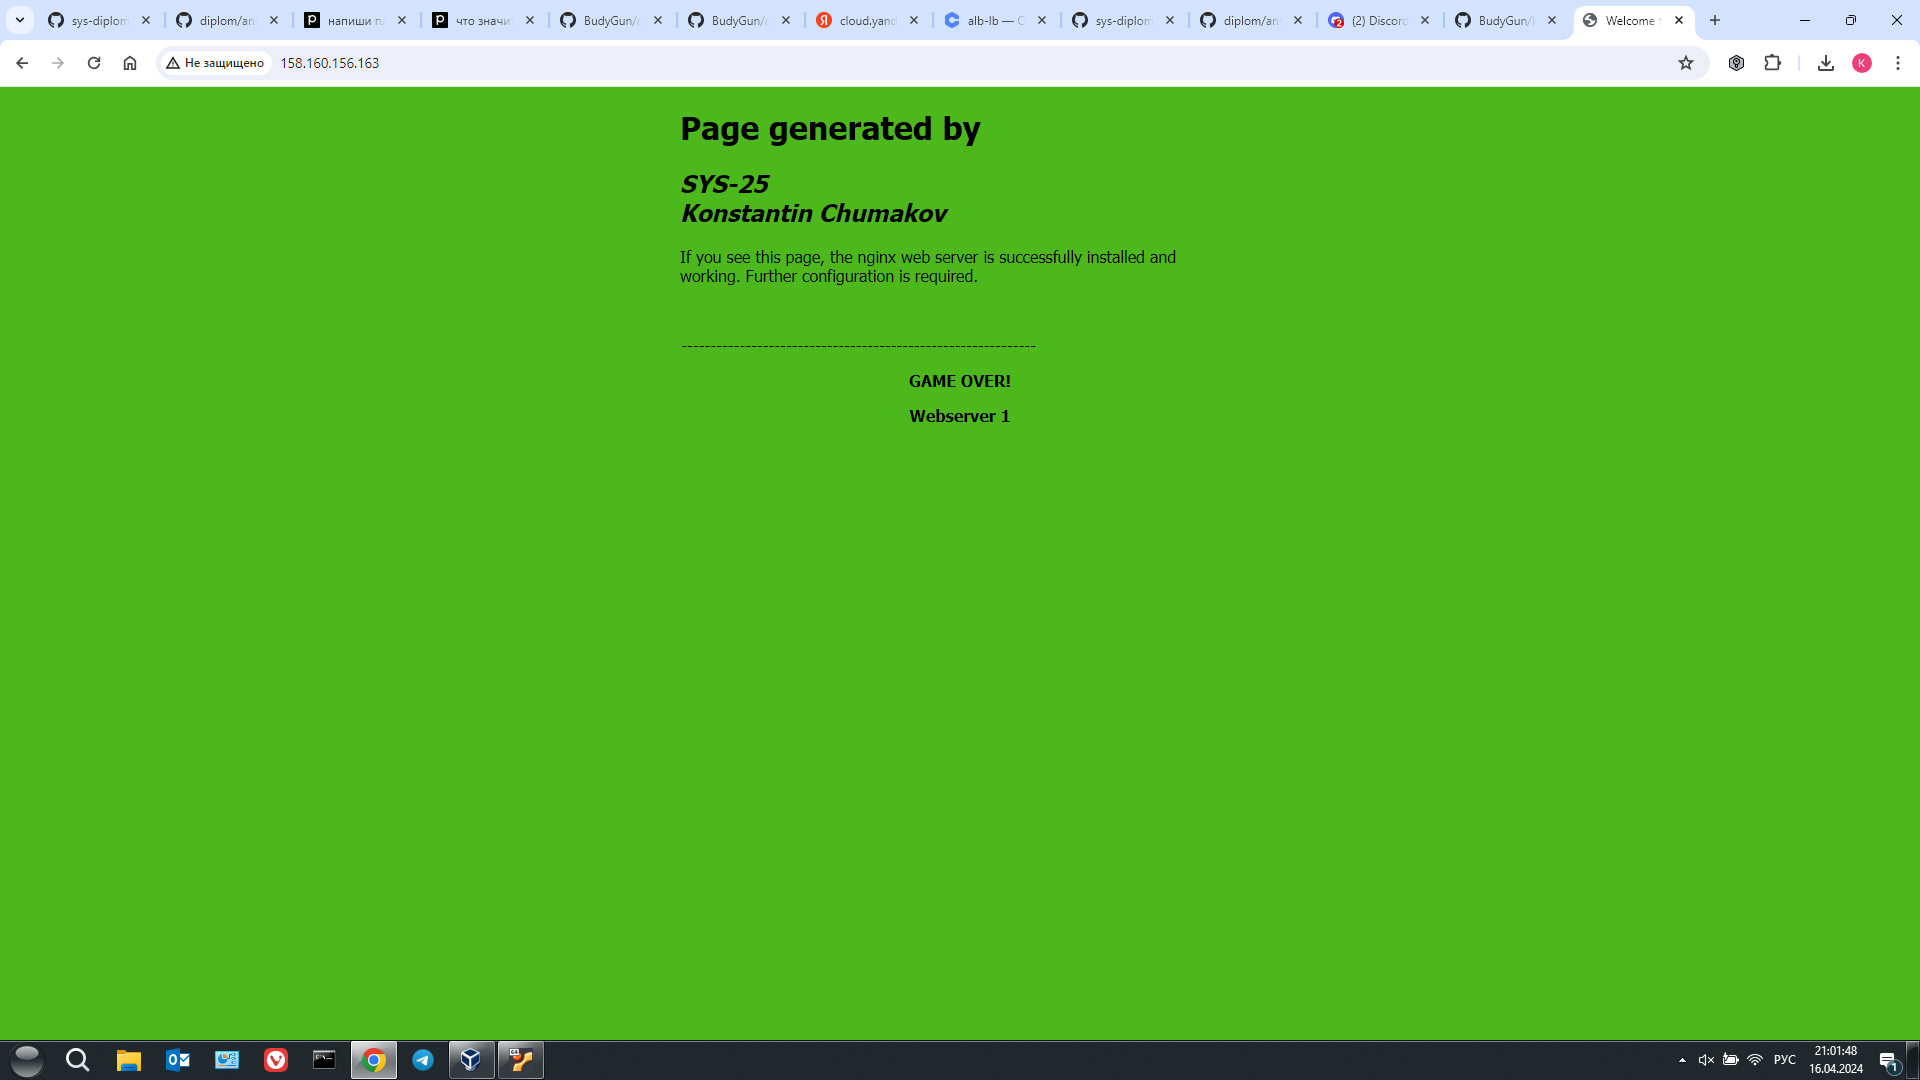 sys-diplom
diplom/an
напиши п
что значи
BudyGun/
BudyGun/
cloud.yand
alb-lb — 
sys-diplom
diplom/an
(2) Discord
BudyGun/
Welcome t
Не защищено
158.160.156.163
K
Page generated by
SYS-25
Konstantin Chumakov
If you see this page, the nginx web server is successfully installed and
working. Further configuration is required.
-------------------------------------------------------------
GAME OVER!
Webserver 1
РУС
21:01:48
16.04.2024
1